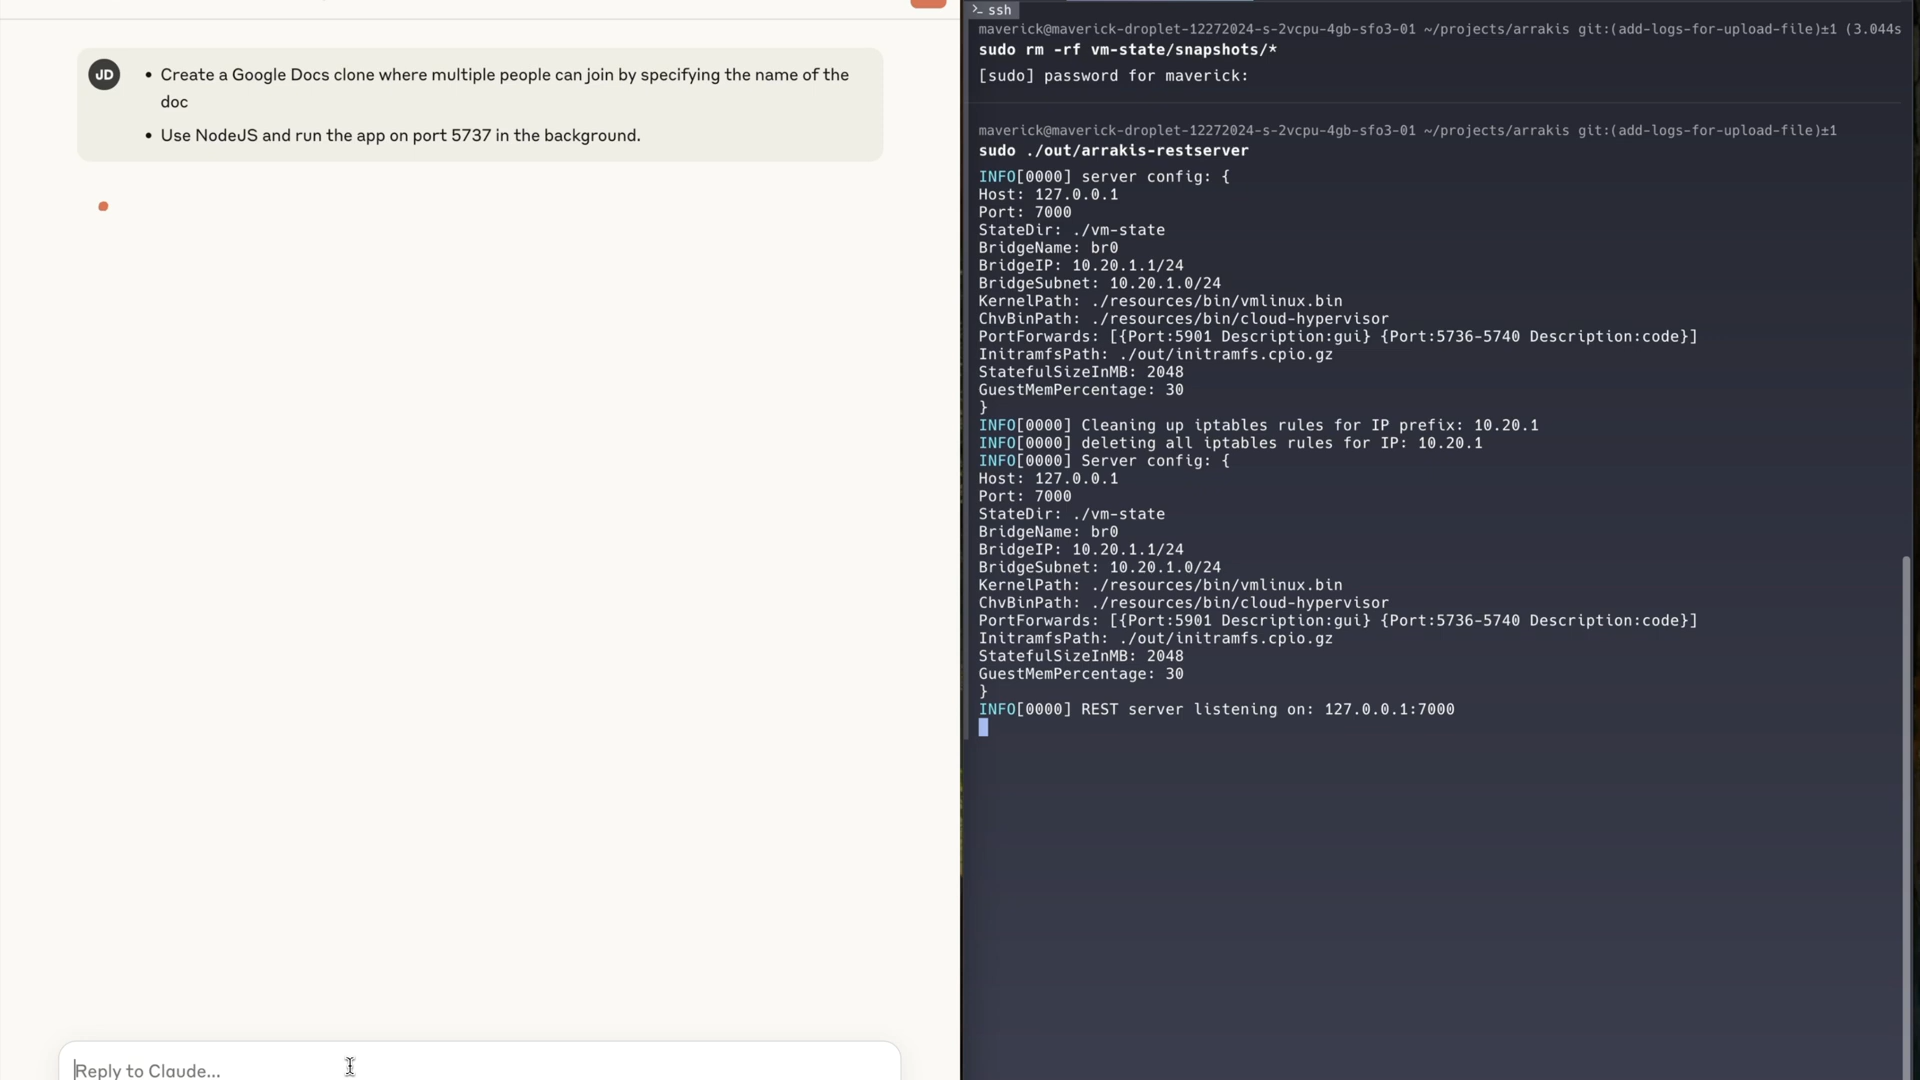 JD
• Create a Google Docs clone where multiple people can join by specifying the name of the
doc
• Use NodeJS and run the app on port 5737 in the background.
Reply to Claude...
>_ ssh
maverick@maverick-droplet-12272024-s-2vcpu-4gb-sfo3-01 ~/projects/arrakis git:(add-logs-for-upload-file)±1 (3.044s
sudo rm -rf vm-state/snapshots/*
[sudo] password for maverick:
maverick@maverick-droplet-12272024-s-2vcpu-4gb-sfo3-01 ~/projects/arrakis git:(add-logs-for-upload-file)±1
sudo ./out/arrakis-restserver
INFO[0000] server config: {
Host: 127.0.0.1
Port: 7000
StateDir: ./vm-state
BridgeName: br0
BridgeIP: 10.20.1.1/24
BridgeSubnet: 10.20.1.0/24
KernelPath: ./resources/bin/vmlinux.bin
ChvBinPath: ./resources/bin/cloud-hypervisor
PortForwards: [{Port:5901 Description:gui} {Port:5736-5740 Description:code}]
InitramfsPath: ./out/initramfs.cpio.gz
StatefulSizeInMB: 2048
GuestMemPercentage: 30
}
INFO[0000] Cleaning up iptables rules for IP prefix: 10.20.1
INFO[0000] deleting all iptables rules for IP: 10.20.1
INFO[0000] Server config: {
Host: 127.0.0.1
Port: 7000
StateDir: ./vm-state
BridgeName: br0
BridgeIP: 10.20.1.1/24
BridgeSubnet: 10.20.1.0/24
KernelPath: ./resources/bin/vmlinux.bin
ChvBinPath: ./resources/bin/cloud-hypervisor
PortForwards: [{Port:5901 Description:gui} {Port:5736-5740 Description:code}]
InitramfsPath: ./out/initramfs.cpio.gz
StatefulSizeInMB: 2048
GuestMemPercentage: 30
}
INFO[0000] REST server listening on: 127.0.0.1:7000